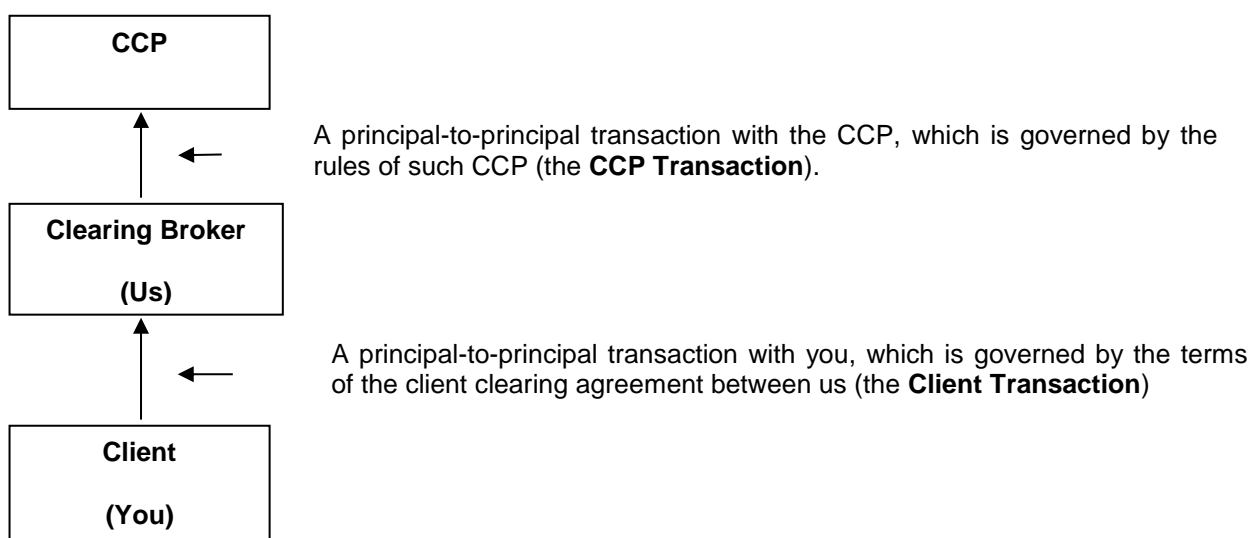 CCP
A principal-to-principal transaction with the CCP, which is governed by the
rules of such CCP (the CCP Transaction).
Clearing Broker
(Us)
A principal-to-principal transaction with you, which is governed by the terms
of the client clearing agreement between us (the Client Transaction)
Client
(You)